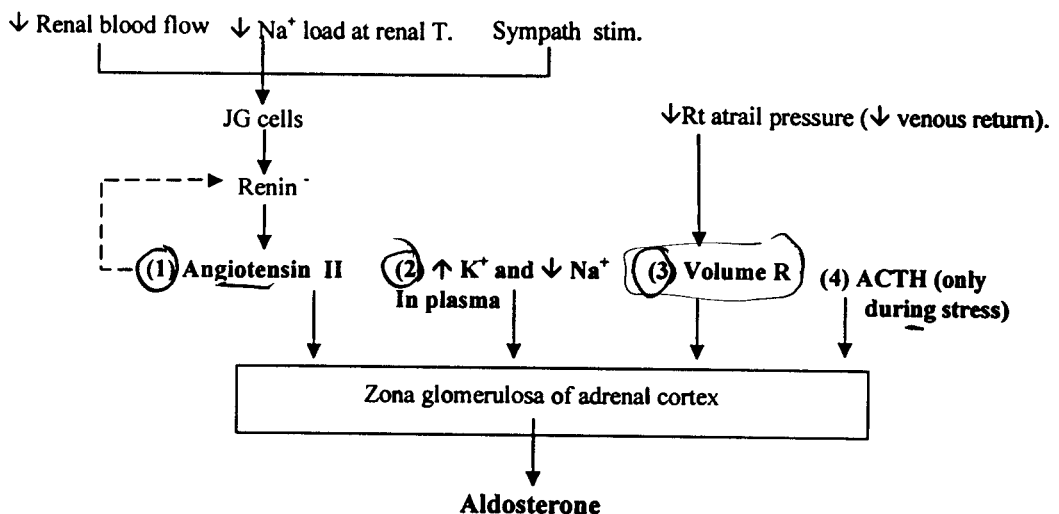 ↓ Renal blood flow ↓ Na⁺ load at renal T. Sympath stim.
JG cells
↓Rt atrail pressure (↓ venous return).
Renin
(1) Angiotensin II
(2) ↑ K⁺ and ↓ Na⁺
In plasma
(3) Volume R
(4) ACTH (only
during stress)
Zona glomerulosa of adrenal cortex
Aldosterone